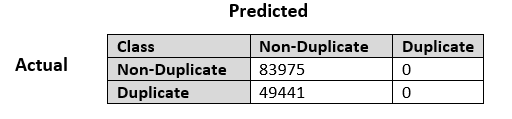 Predicted
Actual
Class Non-Duplicate Duplicate
Non-Duplicate 83975 0
Duplicate 49441 0